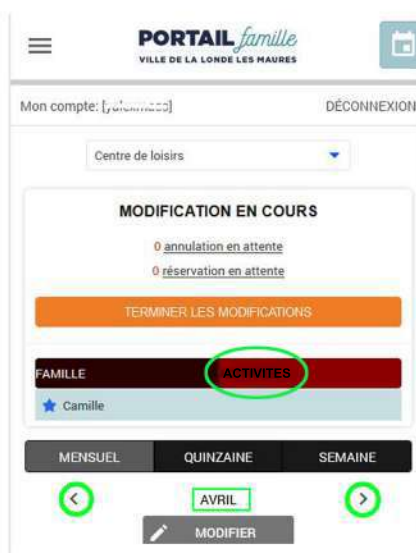 PORTAIL famille
VILLE DE LA LONDE LES MAURES
Mon compte: DÉCONNEXION
Centre de loisirs
MODIFICATION EN COURS
0 annulation en attente
0 réservation en attente
TERMINER LES MODIFICATIONS
FAMILLE ACTIVITES
Camille
MENSUEL QUINZAINE SEMAINE
< AVRIL >
MODIFIER